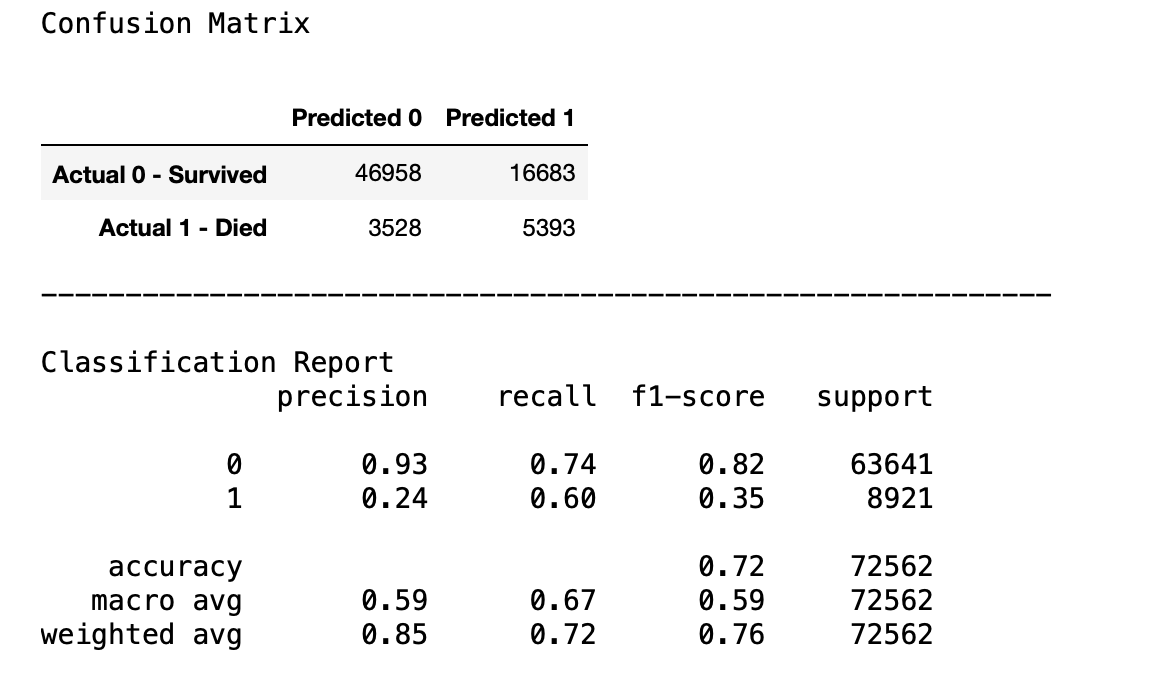 Confusion Matrix
Predicted 0 Predicted 1
Actual 0 - Survived 46958 16683
Actual 1 - Died 3528 5393
------------------------------------------------------------
Classification Report
precision recall f1-score support
0 0.93 0.74 0.82 63641
1 0.24 0.60 0.35 8921
accuracy 0.72 72562
macro avg 0.59 0.67 0.59 72562
weighted avg 0.85 0.72 0.76 72562